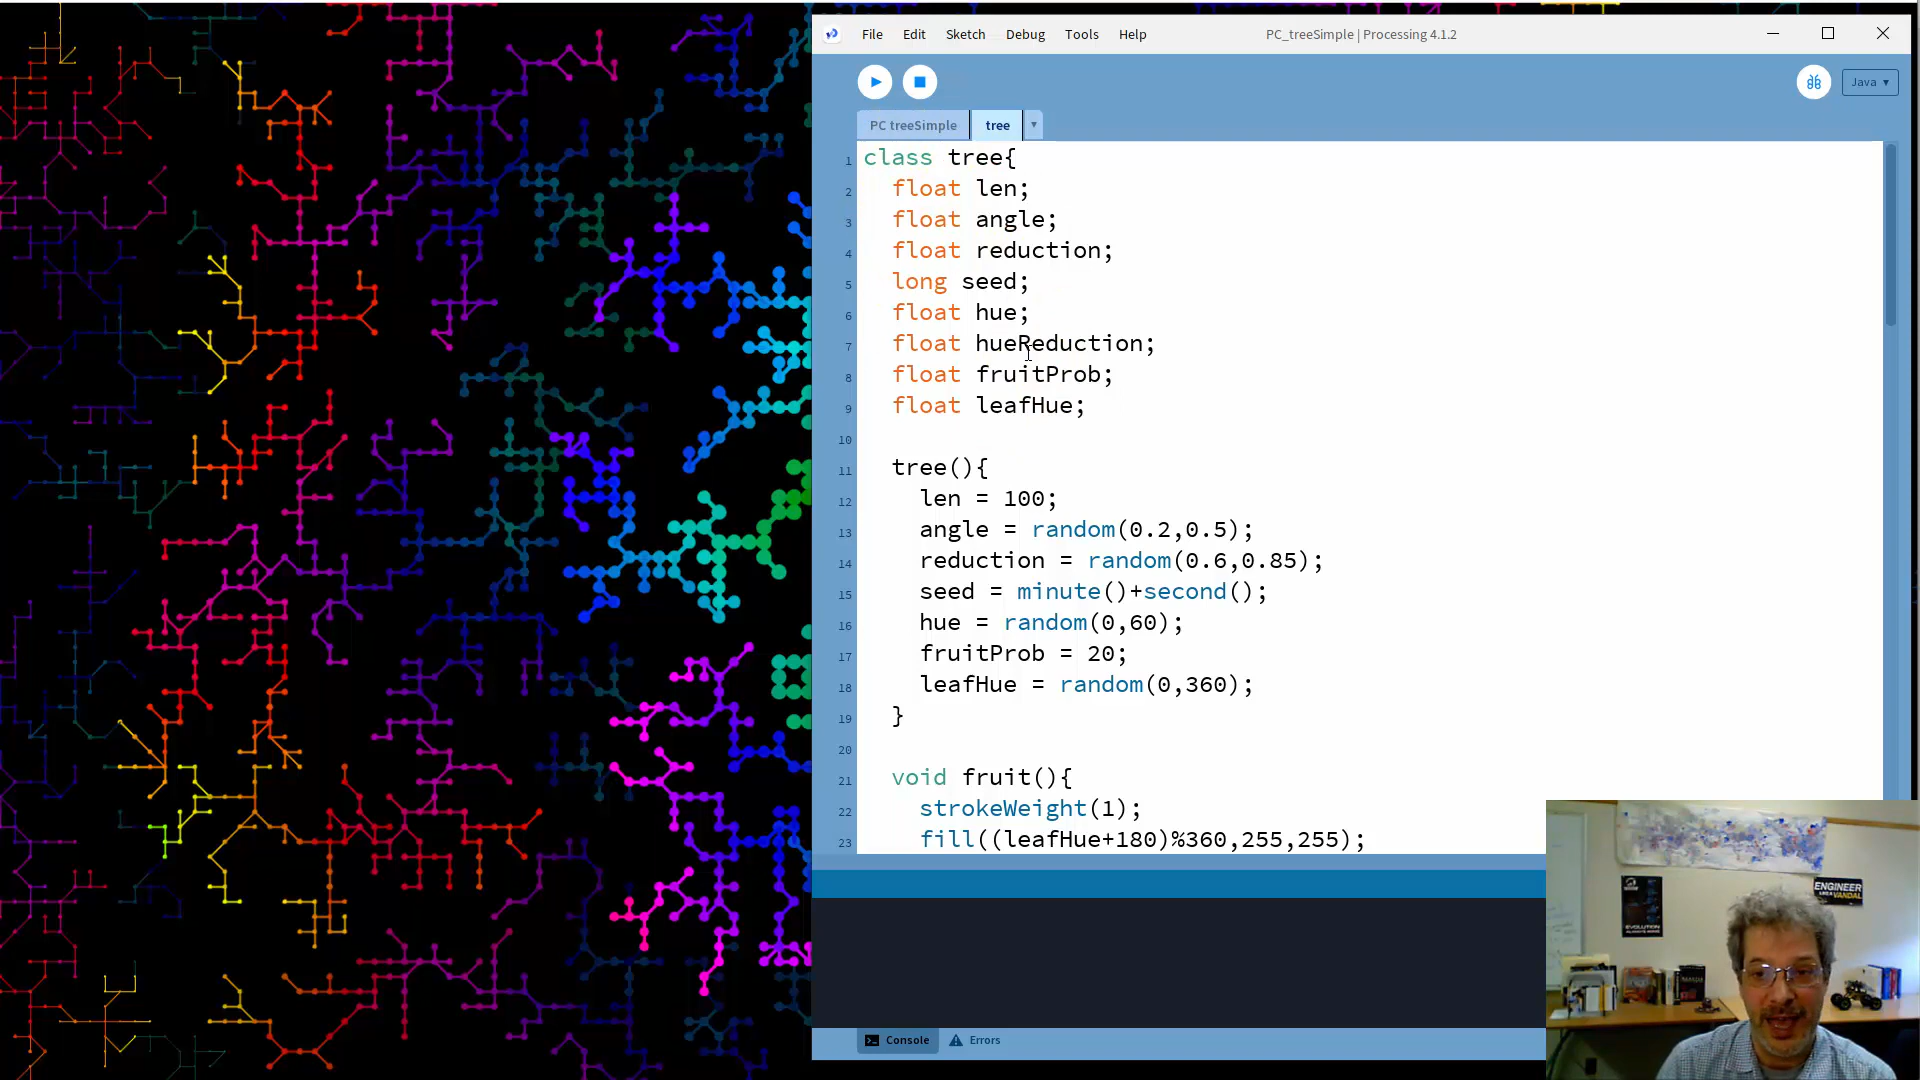 File Edit Sketch Debug Tools Help PC_treeSimple | Processing 4.1.2
Java ▾
PC treeSimple tree ▾
1 class tree{
2 float len;
3 float angle;
4 float reduction;
5 long seed;
6 float hue;
7 float hueReduction;
8 float fruitProb;
9 float leafHue;
10
11 tree(){
12 len = 100;
13 angle = random(0.2,0.5);
14 reduction = random(0.6,0.85);
15 seed = minute()+second();
16 hue = random(0,60);
17 fruitProb = 20;
18 leafHue = random(0,360);
19 }
20
21 void fruit(){
22 strokeWeight(1);
23 fill((leafHue+180)%360,255,255);
ENGINEER
LIKE A VANDAL
EVOLUTION
Console Errors